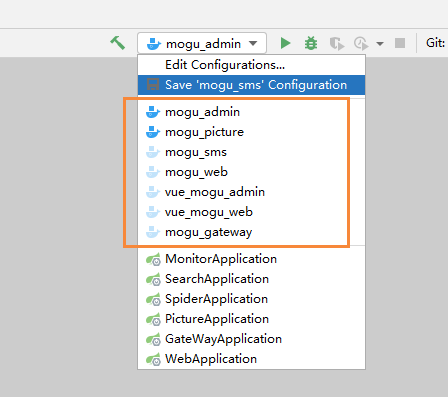 mogu_admin
Git:
Edit Configurations...
Save 'mogu_sms' Configuration
mogu_admin
mogu_picture
mogu_sms
mogu_web
vue_mogu_admin
vue_mogu_web
mogu_gateway
MonitorApplication
SearchApplication
SpiderApplication
PictureApplication
GateWayApplication
WebApplication